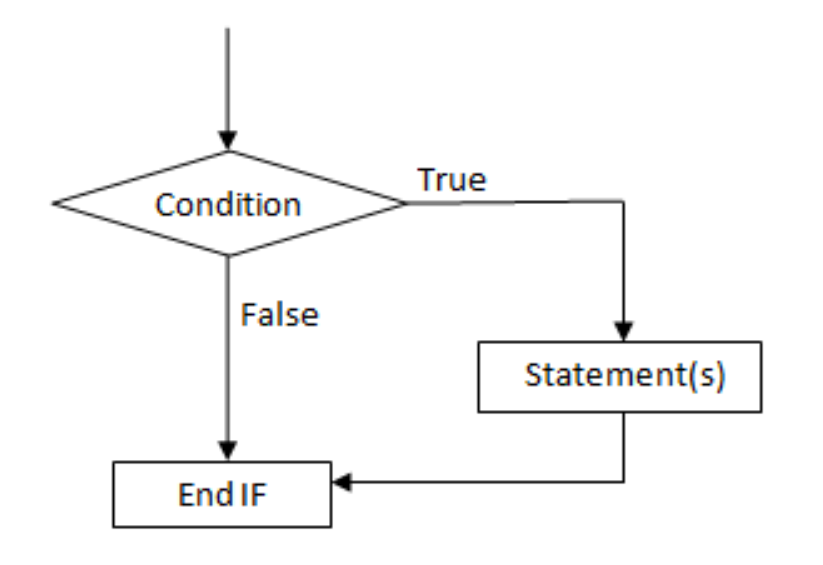 Condition
True
False
Statement(s)
End IF